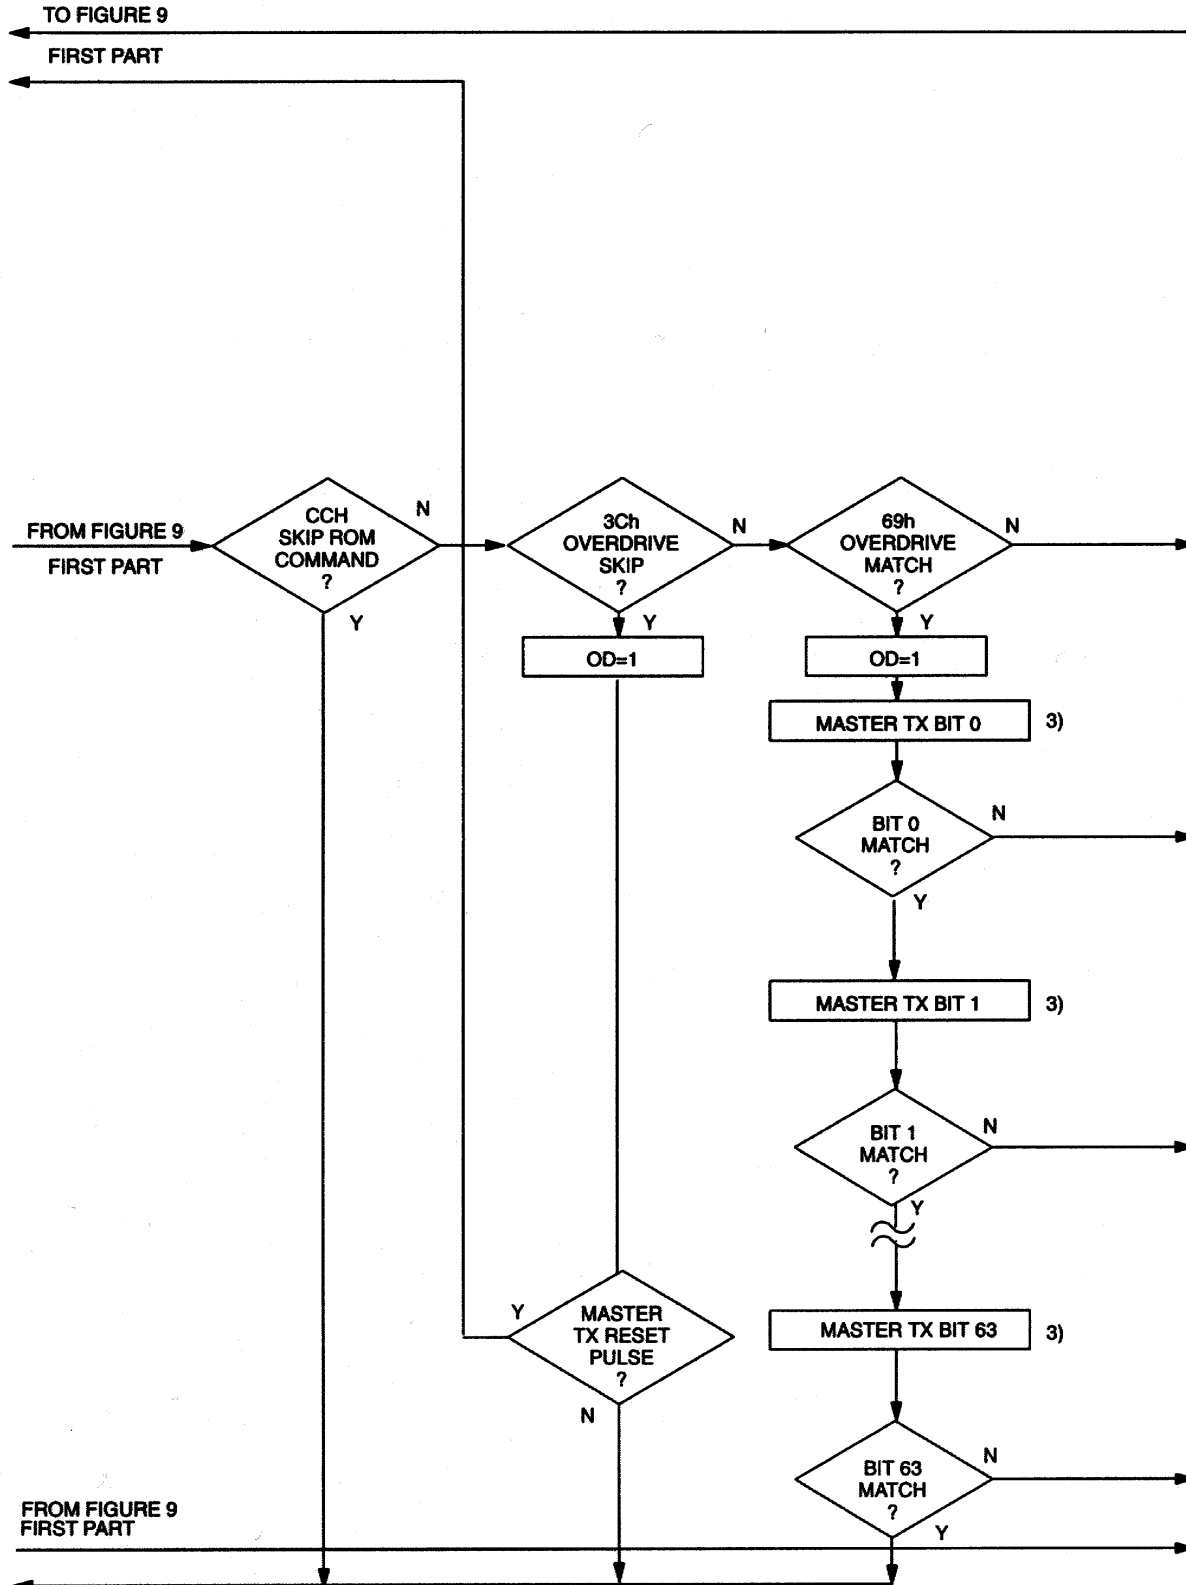 TO FIGURE 9
FIRST PART
FROM FIGURE 9
FIRST PART
CCH
SKIP ROM
COMMAND
?
N
Y
3Ch
OVERDRIVE
SKIP
?
N
Y
69h
OVERDRIVE
MATCH
?
N
Y
OD=1
OD=1
MASTER TX BIT 0
3)
BIT 0
MATCH
?
N
Y
MASTER TX BIT 1
3)
BIT 1
MATCH
?
N
Y
MASTER
TX RESET
PULSE
?
Y
N
MASTER TX BIT 63
3)
BIT 63
MATCH
?
N
Y
FROM FIGURE 9
FIRST PART